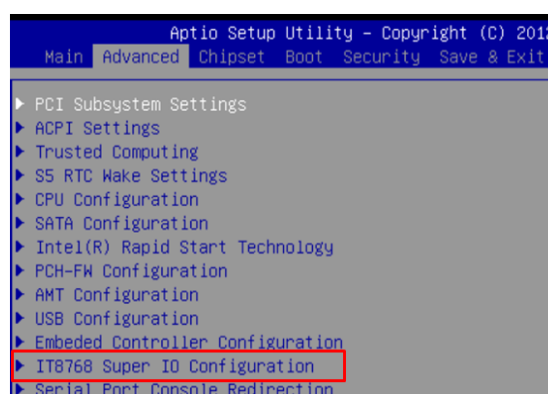 Aptio Setup Utility – Copyright (C) 2012
Main Advanced Chipset Boot Security Save & Exit
PCI Subsystem Settings
ACPI Settings
Trusted Computing
S5 RTC Wake Settings
CPU Configuration
SATA Configuration
Intel(R) Rapid Start Technology
PCH-FW Configuration
AMT Configuration
USB Configuration
Embeded Controller Configuration
IT8768 Super IO Configuration
Serial Port Console Redirection